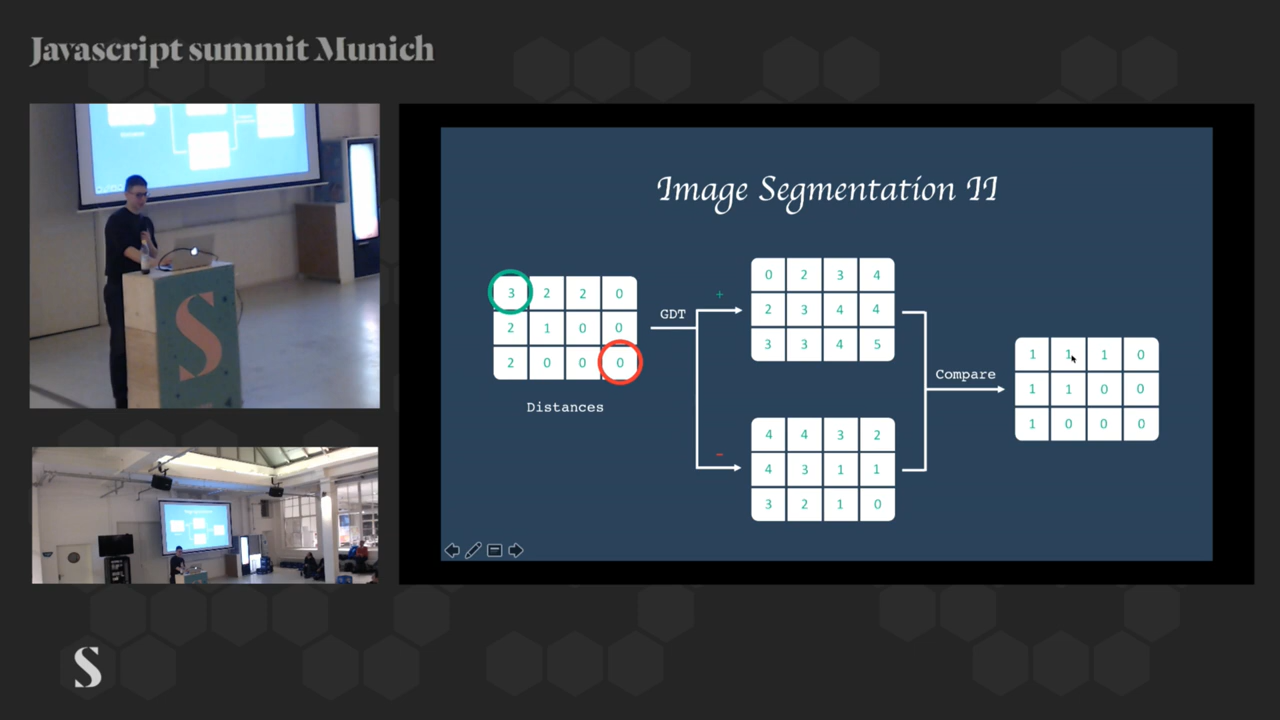 Javascript summit Munich
Image Segmentation II
3 2 2 0
2 1 0 0
2 0 0 0
Distances
GDT
+
-
0 2 3 4
2 3 4 4
3 3 4 5
4 4 3 2
4 3 1 1
3 2 1 0
Compare
1 1 1 0
1 1 0 0
1 0 0 0
S
S